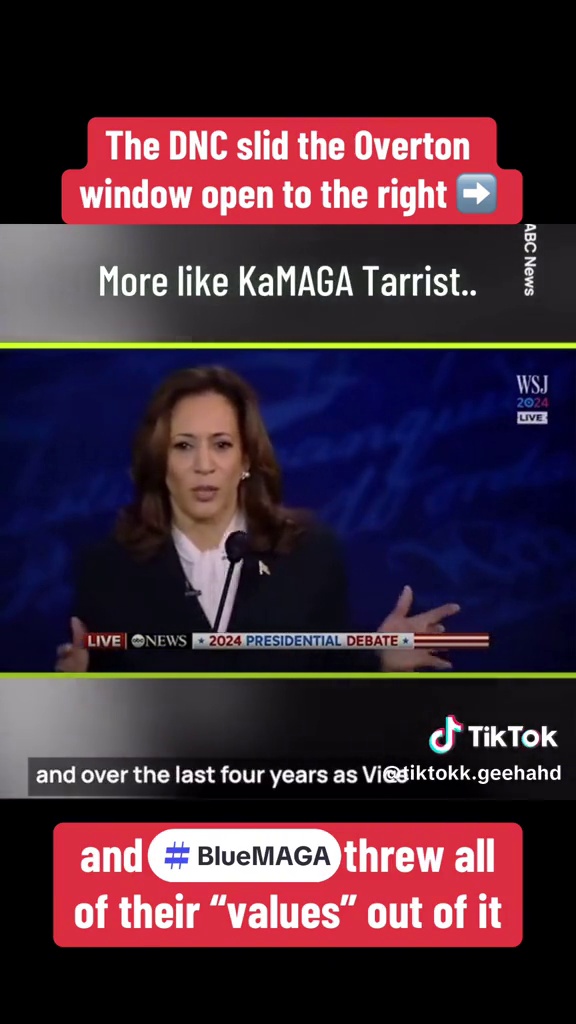 The DNC slid the Overton
window open to the right ➡️
ABC News
More like KaMAGA Tarrist..
WSJ
2024
LIVE
LIVE abc NEWS ★ 2024 PRESIDENTIAL DEBATE ★
TikTok
and over the last four years as Vice
@tiktokk.geehahd
and # BlueMAGA threw all
of their “values” out of it